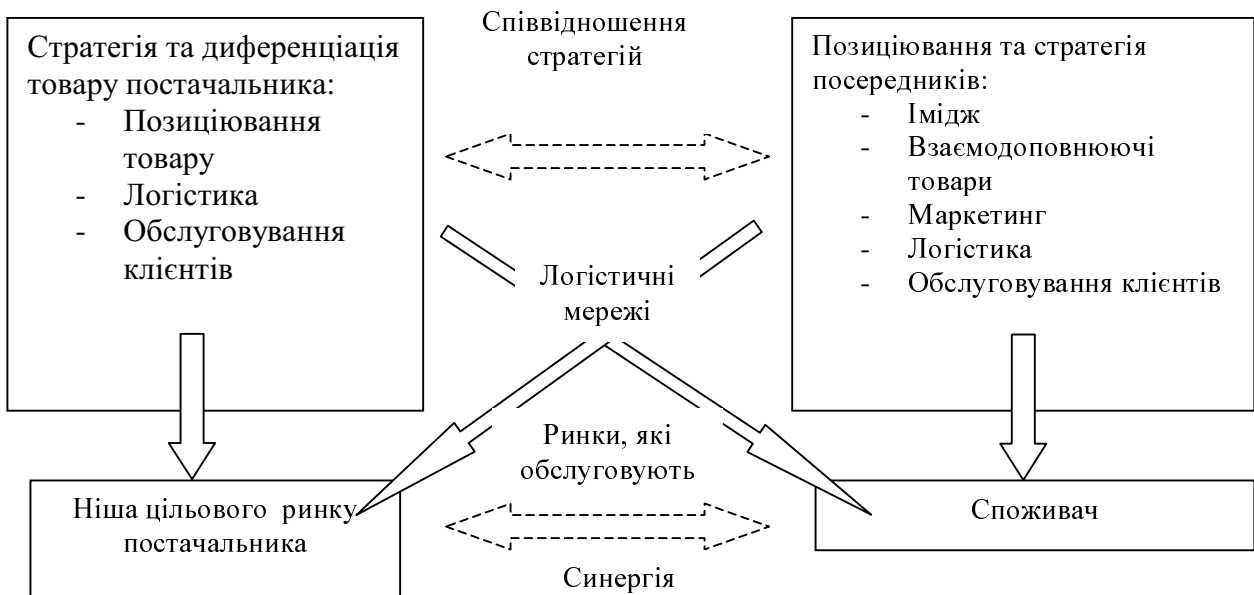 Стратегія та диференціація
товару постачальника:
- Позиціювання
товару
- Логістика
- Обслуговування
клієнтів
Співвідношення
стратегій
Позиціювання та стратегія
посередників:
- Імідж
- Взаємодоповнюючі
товари
- Маркетинг
- Логістика
- Обслуговування клієнтів
Логістичні
мережі
Ринки, які
обслуговують
Ніша цільового ринку
постачальника
Споживач
Синергія